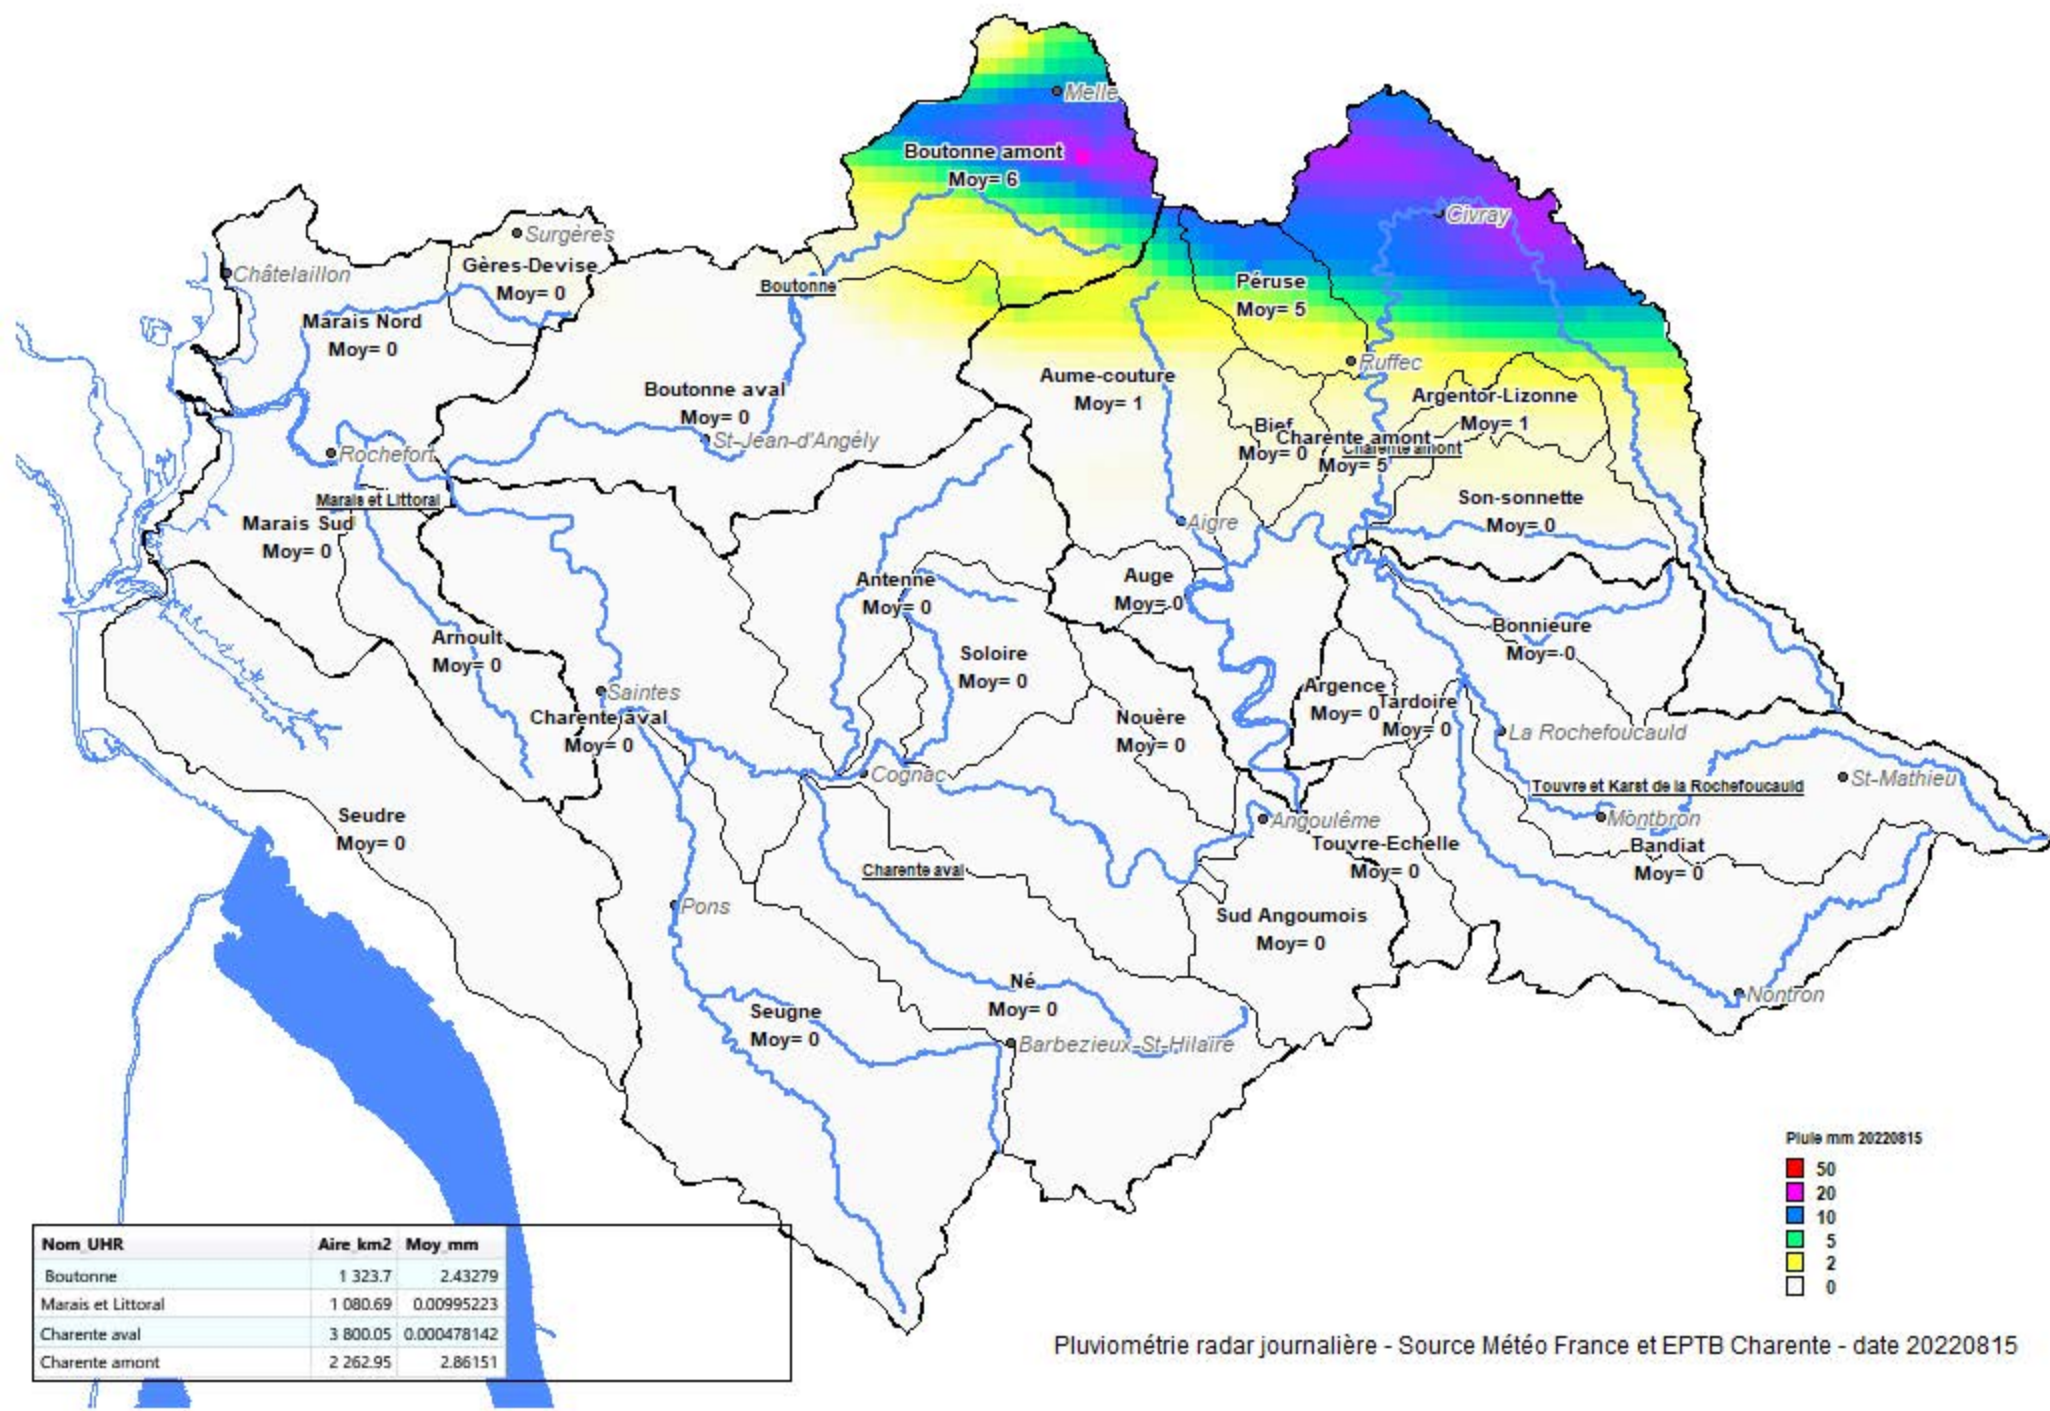 Melle
Boutonne amont
Moy= 6
Civray
Surgères
Châtelaillon
Gères-Devise
Moy= 0
Boutonne
Péruse
Moy= 5
Marais Nord
Moy= 0
Ruffec
Aume-couture
Moy= 1
Boutonne aval
Moy= 0
Argentor-Lizonne
Moy= 1
Bief
Moy= 0
Charente amont
Moy= 5
Charente amont
St-Jean-d'Angély
Rochefort
Marais et Littoral
Son-sonnette
Moy= 0
Marais Sud
Moy= 0
Aigre
Antenne
Moy= 0
Auge
Moy= 0
Bonnieure
Moy= 0
Arnoult
Moy= 0
Soloire
Moy= 0
Saintes
Argence
Moy= 0
Tardoire
Moy= 0
Charente aval
Moy= 0
Nouère
Moy= 0
La Rochefoucauld
Cognac
St-Mathieu
Touvre et Karst de la Rochefoucauld
Seudre
Moy= 0
Angoulême
Montbron
Touvre-Echelle
Moy= 0
Bandiat
Moy= 0
Charente aval
Pons
Sud Angoumois
Moy= 0
Né
Moy= 0
Nontron
Seugne
Moy= 0
Barbezieux-St-Hilaire
Pluie mm 20220815
50
20
10
5
2
0
Nom_UHR Aire_km2 Moy_mm
Boutonne 1 323.7 2.43279
Marais et Littoral 1 080.69 0.00995223
Charente aval 3 800.05 0.000478142
Charente amont 2 262.95 2.86151
Pluviométrie radar journalière - Source Météo France et EPTB Charente - date 20220815